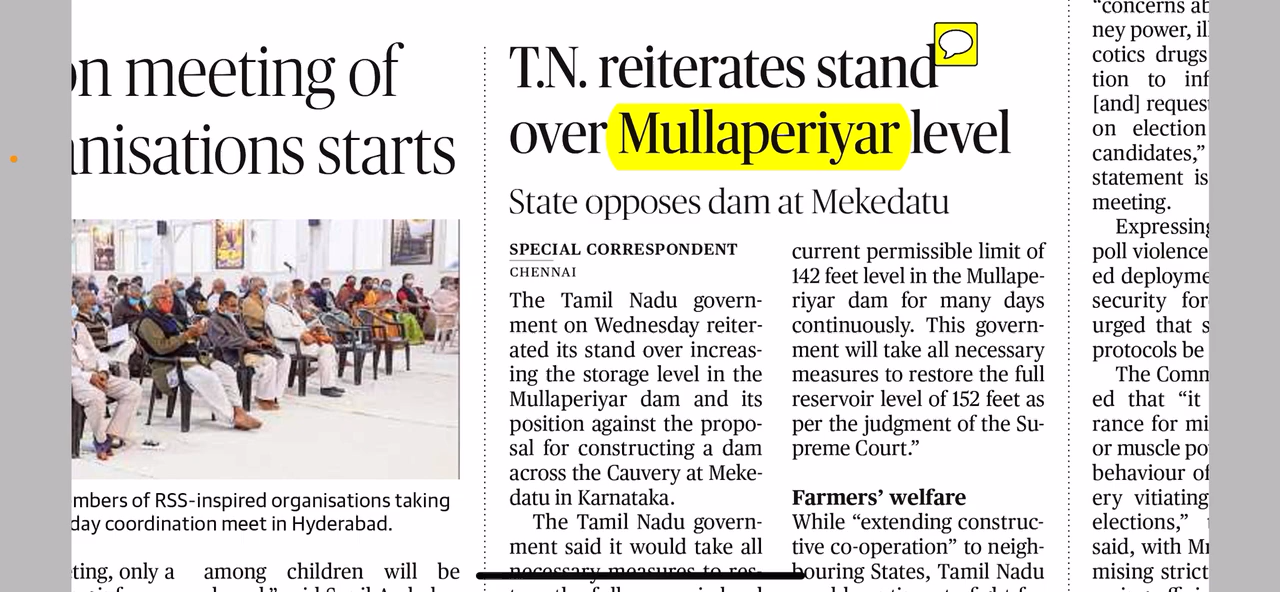 on meeting of
anisations starts
mbers of RSS-inspired organisations taking
day coordination meet in Hyderabad.
ting, only a
among children will be
T.N. reiterates stand
over Mullaperiyar level
State opposes dam at Mekedatu
SPECIAL CORRESPONDENT
CHENNAI
The Tamil Nadu govern-
ment on Wednesday reiter-
ated its stand over increas-
ing the storage level in the
Mullaperiyar dam and its
position against the propo-
sal for constructing a dam
across the Cauvery at Meke-
datu in Karnataka.
The Tamil Nadu govern-
ment said it would take all
necessary measures to res-
current permissible limit of
142 feet level in the Mullape-
riyar dam for many days
continuously. This govern-
ment will take all necessary
measures to restore the full
reservoir level of 152 feet as
per the judgment of the Su-
preme Court.”
Farmers’ welfare
While “extending construc-
tive co-operation” to neigh-
bouring States, Tamil Nadu
“concerns ab
ney power, il
cotics drugs
tion to inf
[and] reques
on election
candidates,”
statement is
meeting.
Expressing
poll violence
ed deployme
security for
urged that s
protocols be
The Comm
ed that “it
rance for mi
or muscle po
behaviour of
ery vitiating
elections,”
said, with Mr
mising strict